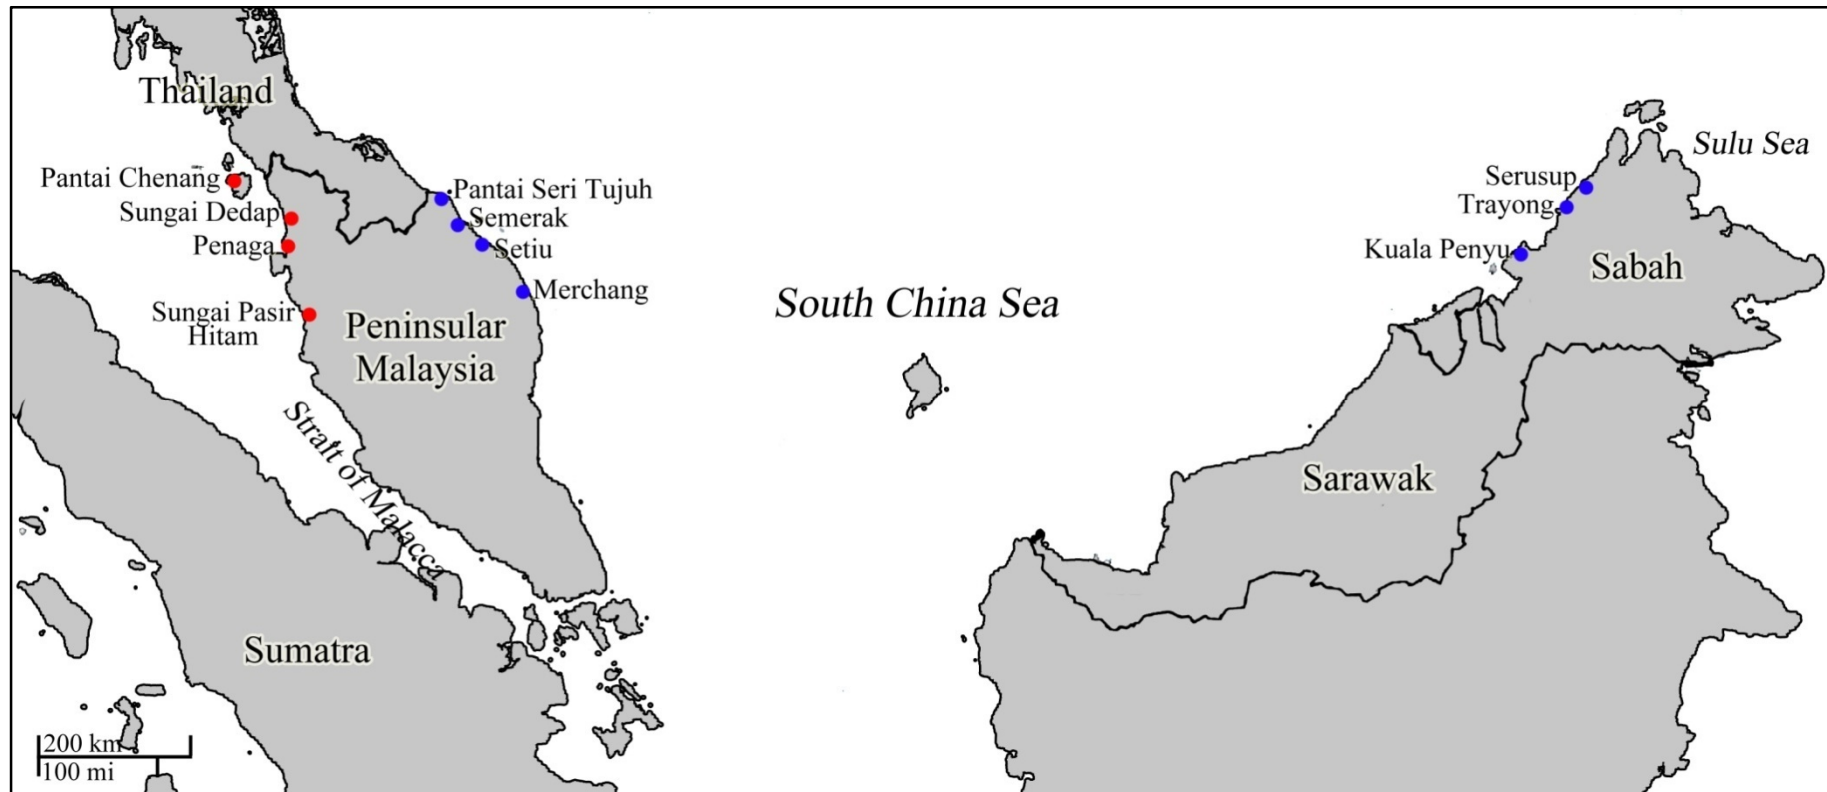 Thailand
Sulu Sea
Pantai Chenang
Serusup
Pantai Seri Tujuh
Sungai Dedap
Trayong
Semerak
Penaga
Setiu
Kuala Penyu
Sabah
Merchang
South China Sea
Sungai Pasir
Hitam
Peninsular
Malaysia
Strait of Malacca
Sarawak
Sumatra
200 km
100 mi